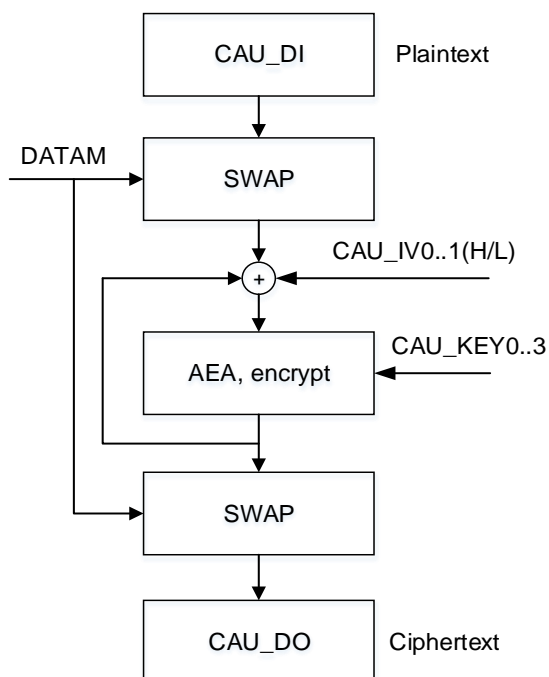 CAU_DI
Plaintext
DATAM
SWAP
CAU_IV0..1(H/L)
+
CAU_KEY0..3
AEA, encrypt
SWAP
CAU_DO
Ciphertext